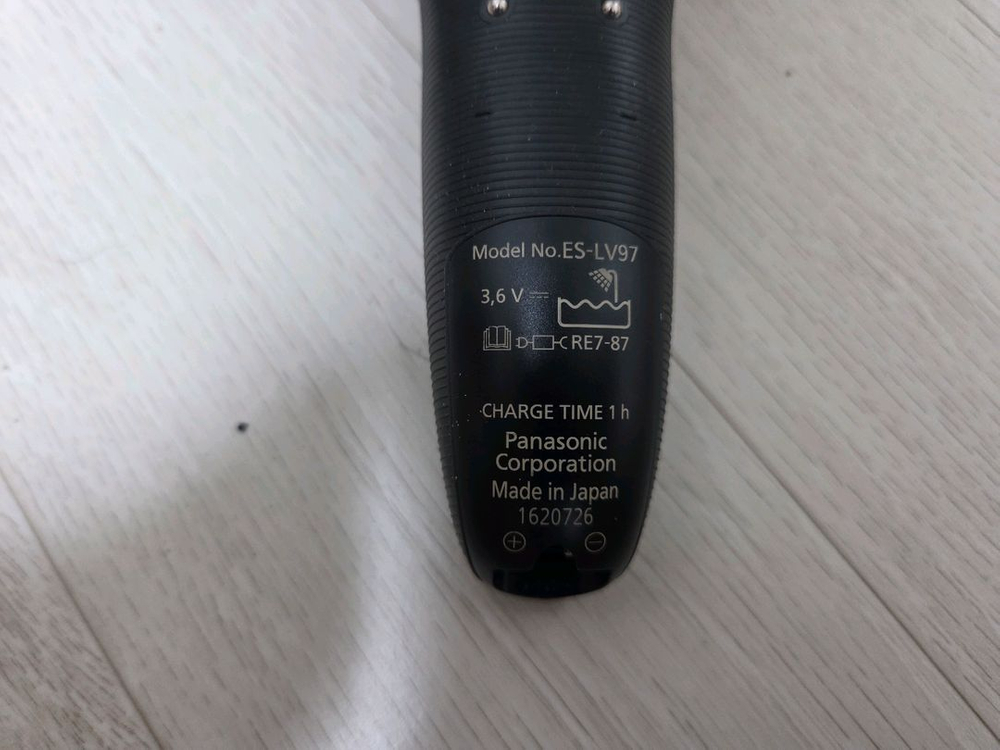 Model No.ES-LV97
3,6 V ⎓
RE7-87
CHARGE TIME 1 h
Panasonic
Corporation
Made in Japan
1620726
+ −